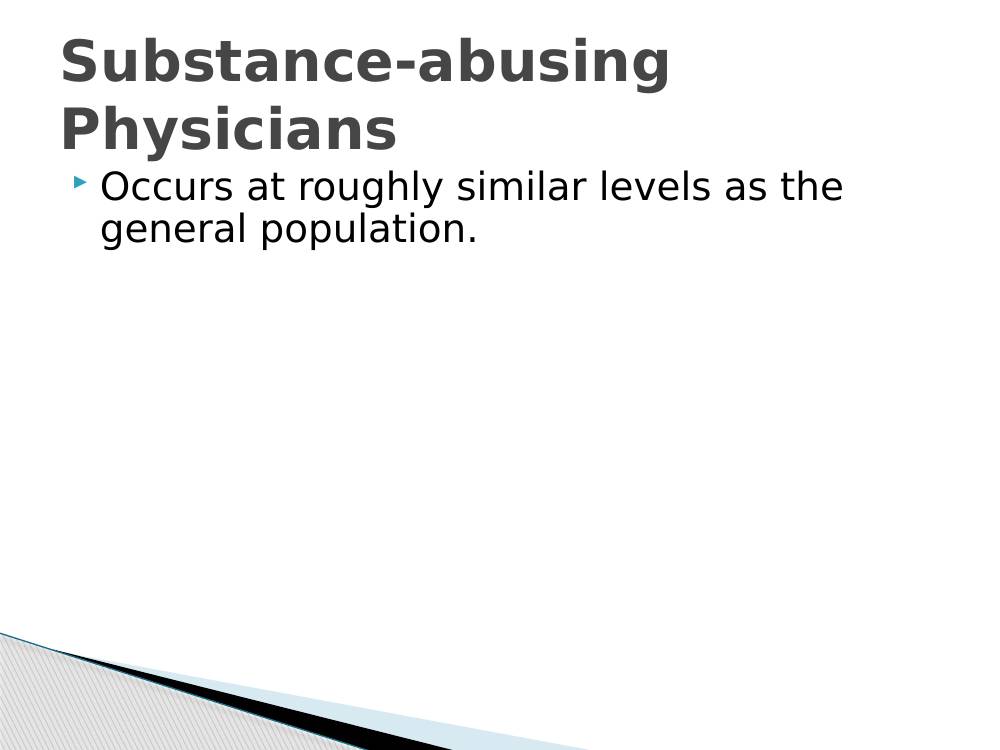 Substance-abusing
Physicians
Occurs at roughly similar levels as the
general population.